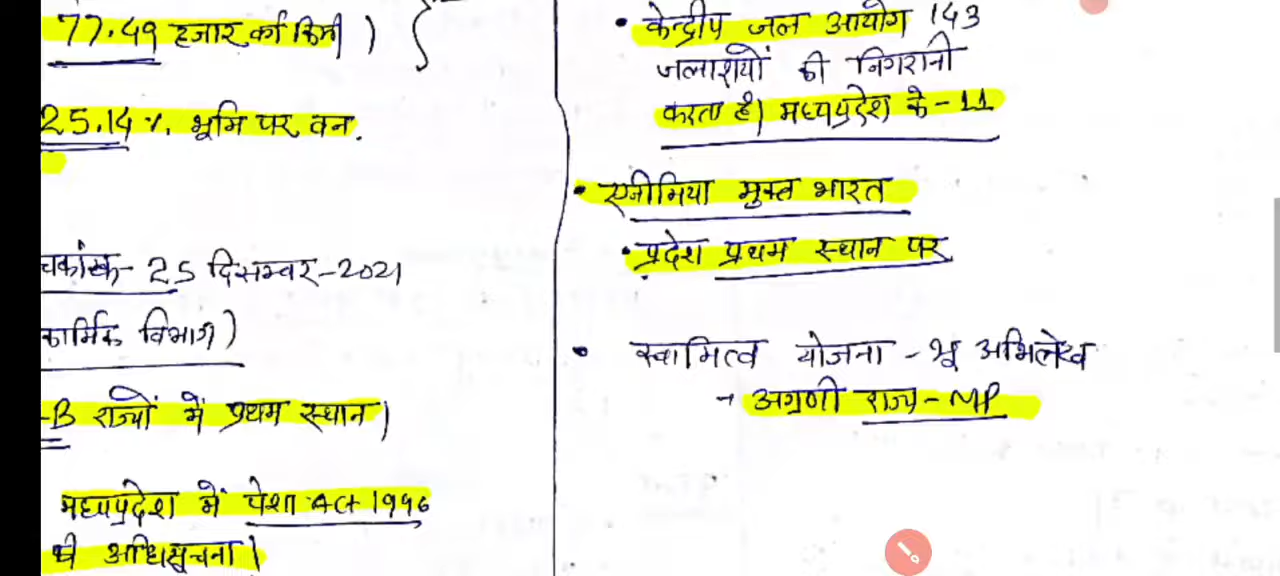 77.49 हजार वर्ग किमी )
25.14 %. भूमि पर वन.
- 25 दिसम्बर-2021
कार्मिक विभाग)
-B राज्यों में प्रथम स्थान)
मध्यप्रदेश में पेशा Act 1996
की अधिसूचना।
• केन्द्रीय जल आयोग 143
जलाशयों की निगरानी
करता है। मध्यप्रदेश के - 11
• एनीमिया मुक्त भारत
• प्रदेश प्रथम स्थान पर
• स्वामित्व योजना - भू अभिलेख
→ अग्रणी राज्य - MP